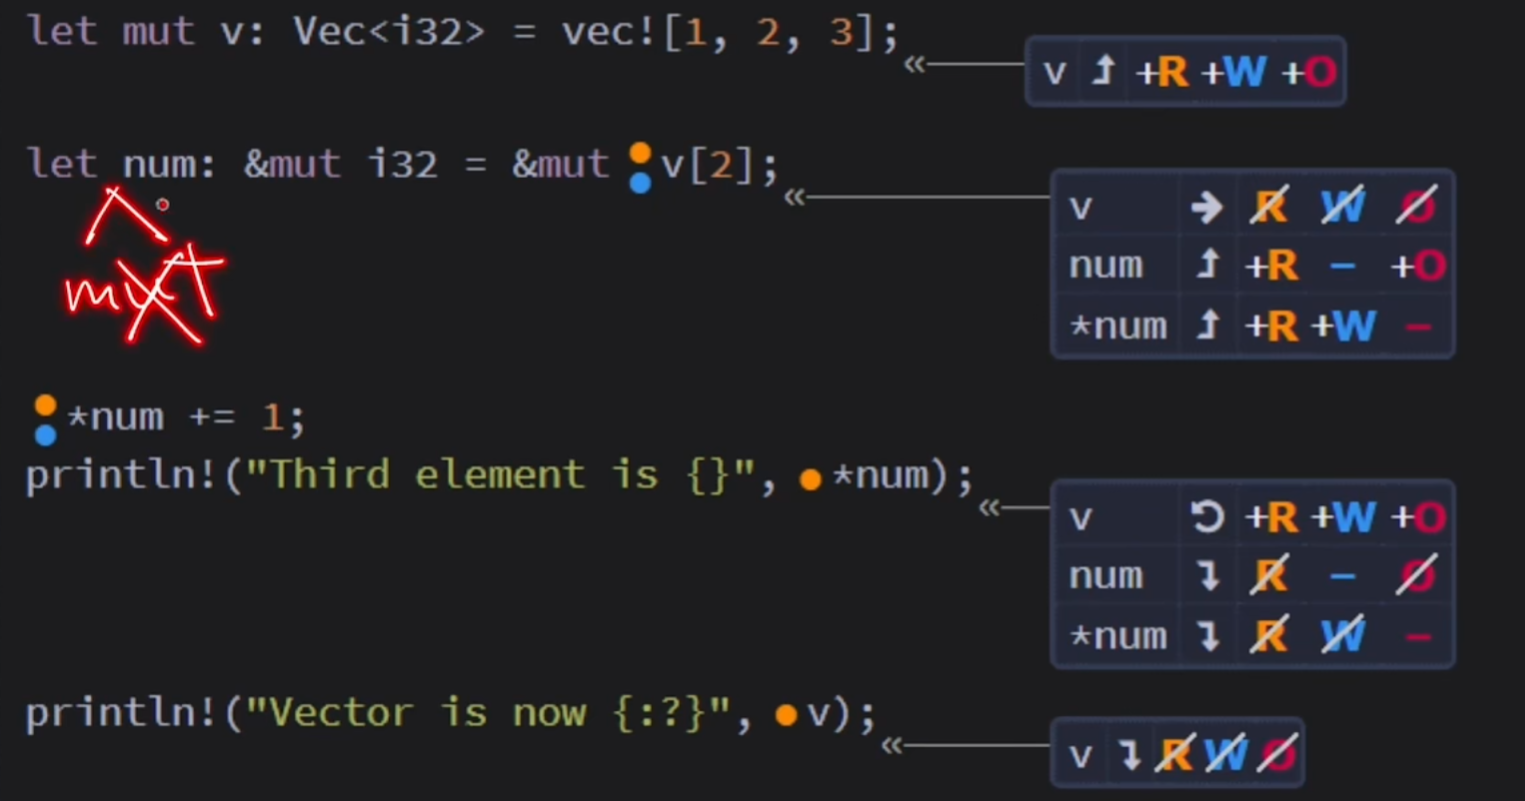 let mut v: Vec<i32> = vec![1, 2, 3];
« v ↥ +R +W +O
let num: &mut i32 = &mut v[2];
« v → R W O
num ↥ +R - +O
*num ↥ +R +W -
mut
*num += 1;
println!("Third element is {}", *num);
« v ↻ +R +W +O
num ↴ R - O
*num ↴ R W -
println!("Vector is now {:?}", v);
« v ↴ R W O